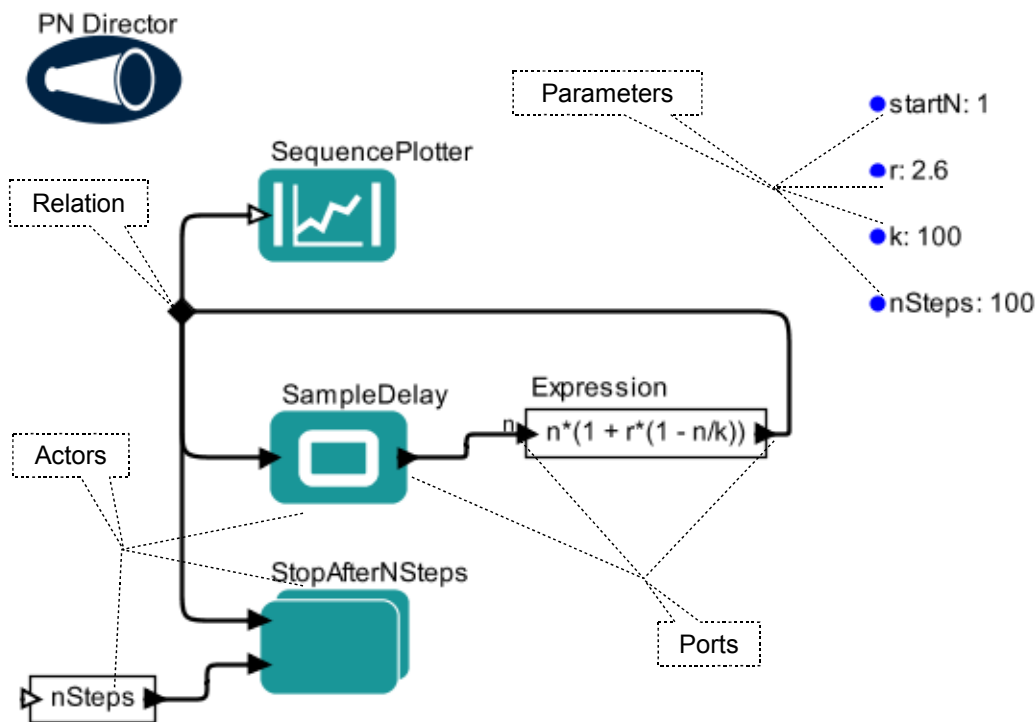 PN Director
Parameters
startN: 1
r: 2.6
k: 100
nSteps: 100
SequencePlotter
Relation
SampleDelay
Expression
n
n*(1 + r*(1 - n/k))
Actors
StopAfterNSteps
Ports
nSteps